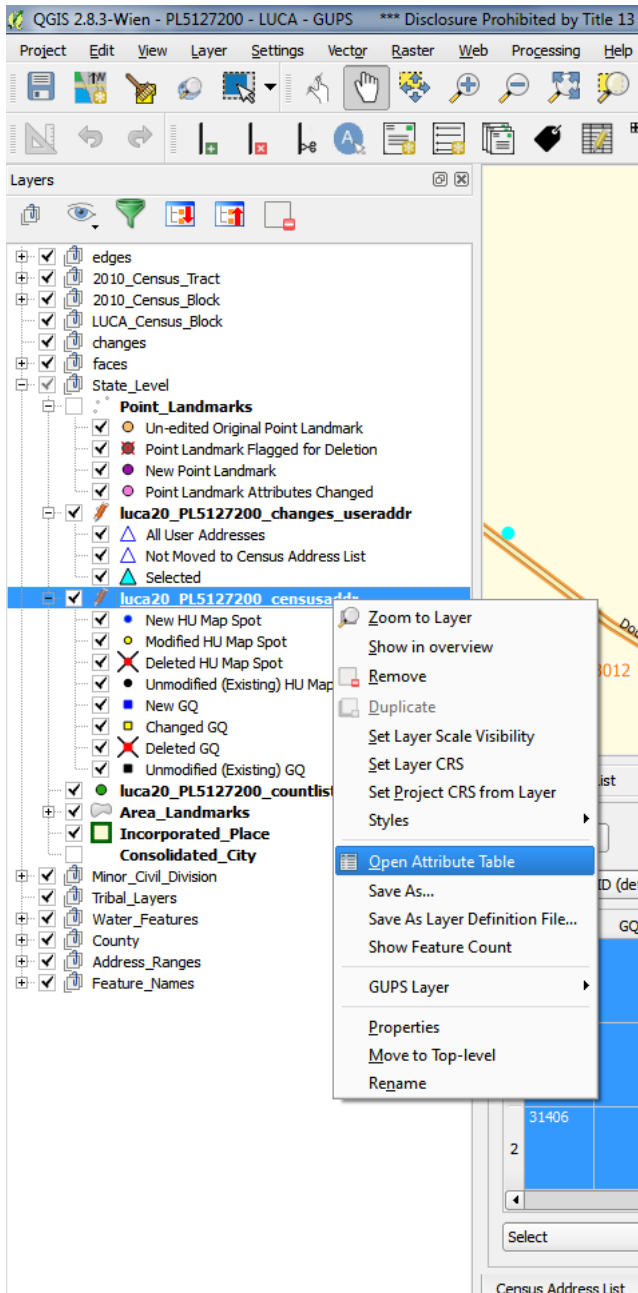 QGIS 2.8.3-Wien - PL5127200 - LUCA - GUPS *** Disclosure Prohibited by Title 13
Project Edit View Layer Settings Vector Raster Web Processing Help
Layers
edges
2010_Census_Tract
2010_Census_Block
LUCA_Census_Block
changes
faces
State_Level
Point_Landmarks
Un-edited Original Point Landmark
Point Landmark Flagged for Deletion
New Point Landmark
Point Landmark Attributes Changed
luca20_PL5127200_changes_useraddr
All User Addresses
Not Moved to Census Address List
Selected
luca20_PL5127200_censusaddr
New HU Map Spot
Modified HU Map Spot
Deleted HU Map Spot
Unmodified (Existing) HU Map
New GQ
Changed GQ
Deleted GQ
Unmodified (Existing) GQ
luca20_PL5127200_countlist
Area_Landmarks
Incorporated_Place
Consolidated_City
Minor_Civil_Division
Tribal_Layers
Water_Features
County
Address_Ranges
Feature_Names
Zoom to Layer
Show in overview
Remove
Duplicate
Set Layer Scale Visibility
Set Layer CRS
Set Project CRS from Layer
Styles
Open Attribute Table
Save As...
Save As Layer Definition File...
Show Feature Count
GUPS Layer
Properties
Move to Top-level
Rename
Dou
3012
ist
ID (de
GQ
31406
2
Select
Census Address List